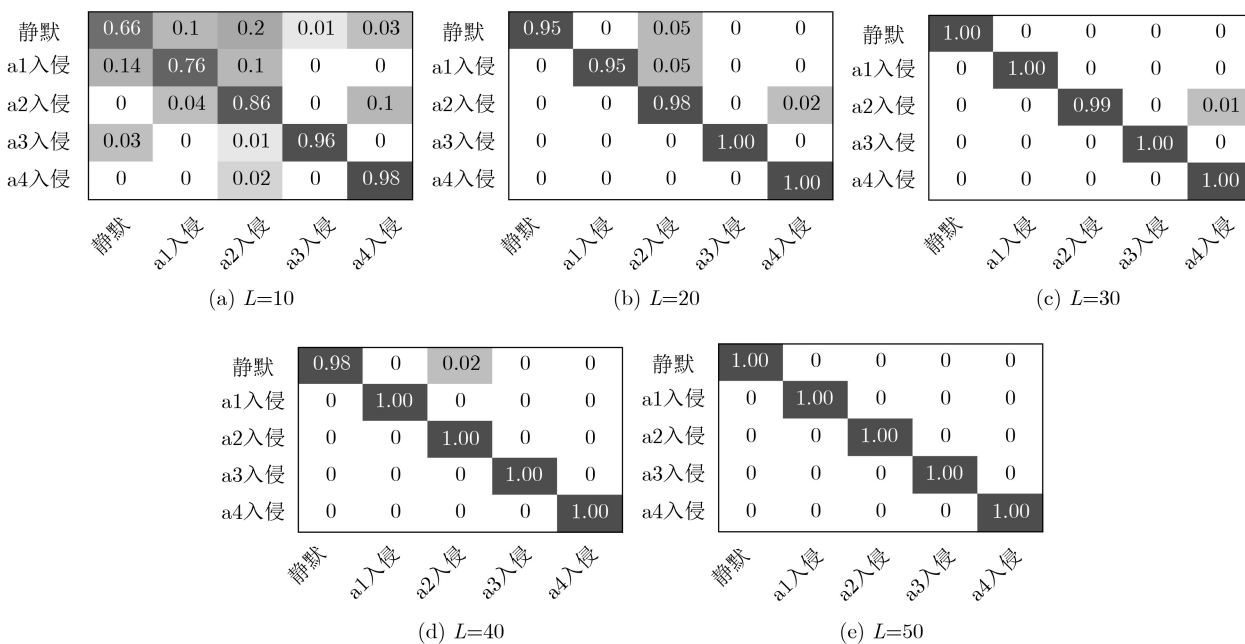 静默 0.66 0.1 0.2 0.01 0.03
a1入侵 0.14 0.76 0.1 0 0
a2入侵 0 0.04 0.86 0 0.1
a3入侵 0.03 0 0.01 0.96 0
a4入侵 0 0 0.02 0 0.98
静默 a1入侵 a2入侵 a3入侵 a4入侵
(a) L=10
静默 0.95 0 0.05 0 0
a1入侵 0 0.95 0.05 0 0
a2入侵 0 0 0.98 0 0.02
a3入侵 0 0 0 1.00 0
a4入侵 0 0 0 0 1.00
静默 a1入侵 a2入侵 a3入侵 a4入侵
(b) L=20
静默 1.00 0 0 0 0
a1入侵 0 1.00 0 0 0
a2入侵 0 0 0.99 0 0.01
a3入侵 0 0 0 1.00 0
a4入侵 0 0 0 0 1.00
静默 a1入侵 a2入侵 a3入侵 a4入侵
(c) L=30
静默 0.98 0 0.02 0 0
a1入侵 0 1.00 0 0 0
a2入侵 0 0 1.00 0 0
a3入侵 0 0 0 1.00 0
a4入侵 0 0 0 0 1.00
静默 a1入侵 a2入侵 a3入侵 a4入侵
(d) L=40
静默 1.00 0 0 0 0
a1入侵 0 1.00 0 0 0
a2入侵 0 0 1.00 0 0
a3入侵 0 0 0 1.00 0
a4入侵 0 0 0 0 1.00
静默 a1入侵 a2入侵 a3入侵 a4入侵
(e) L=50